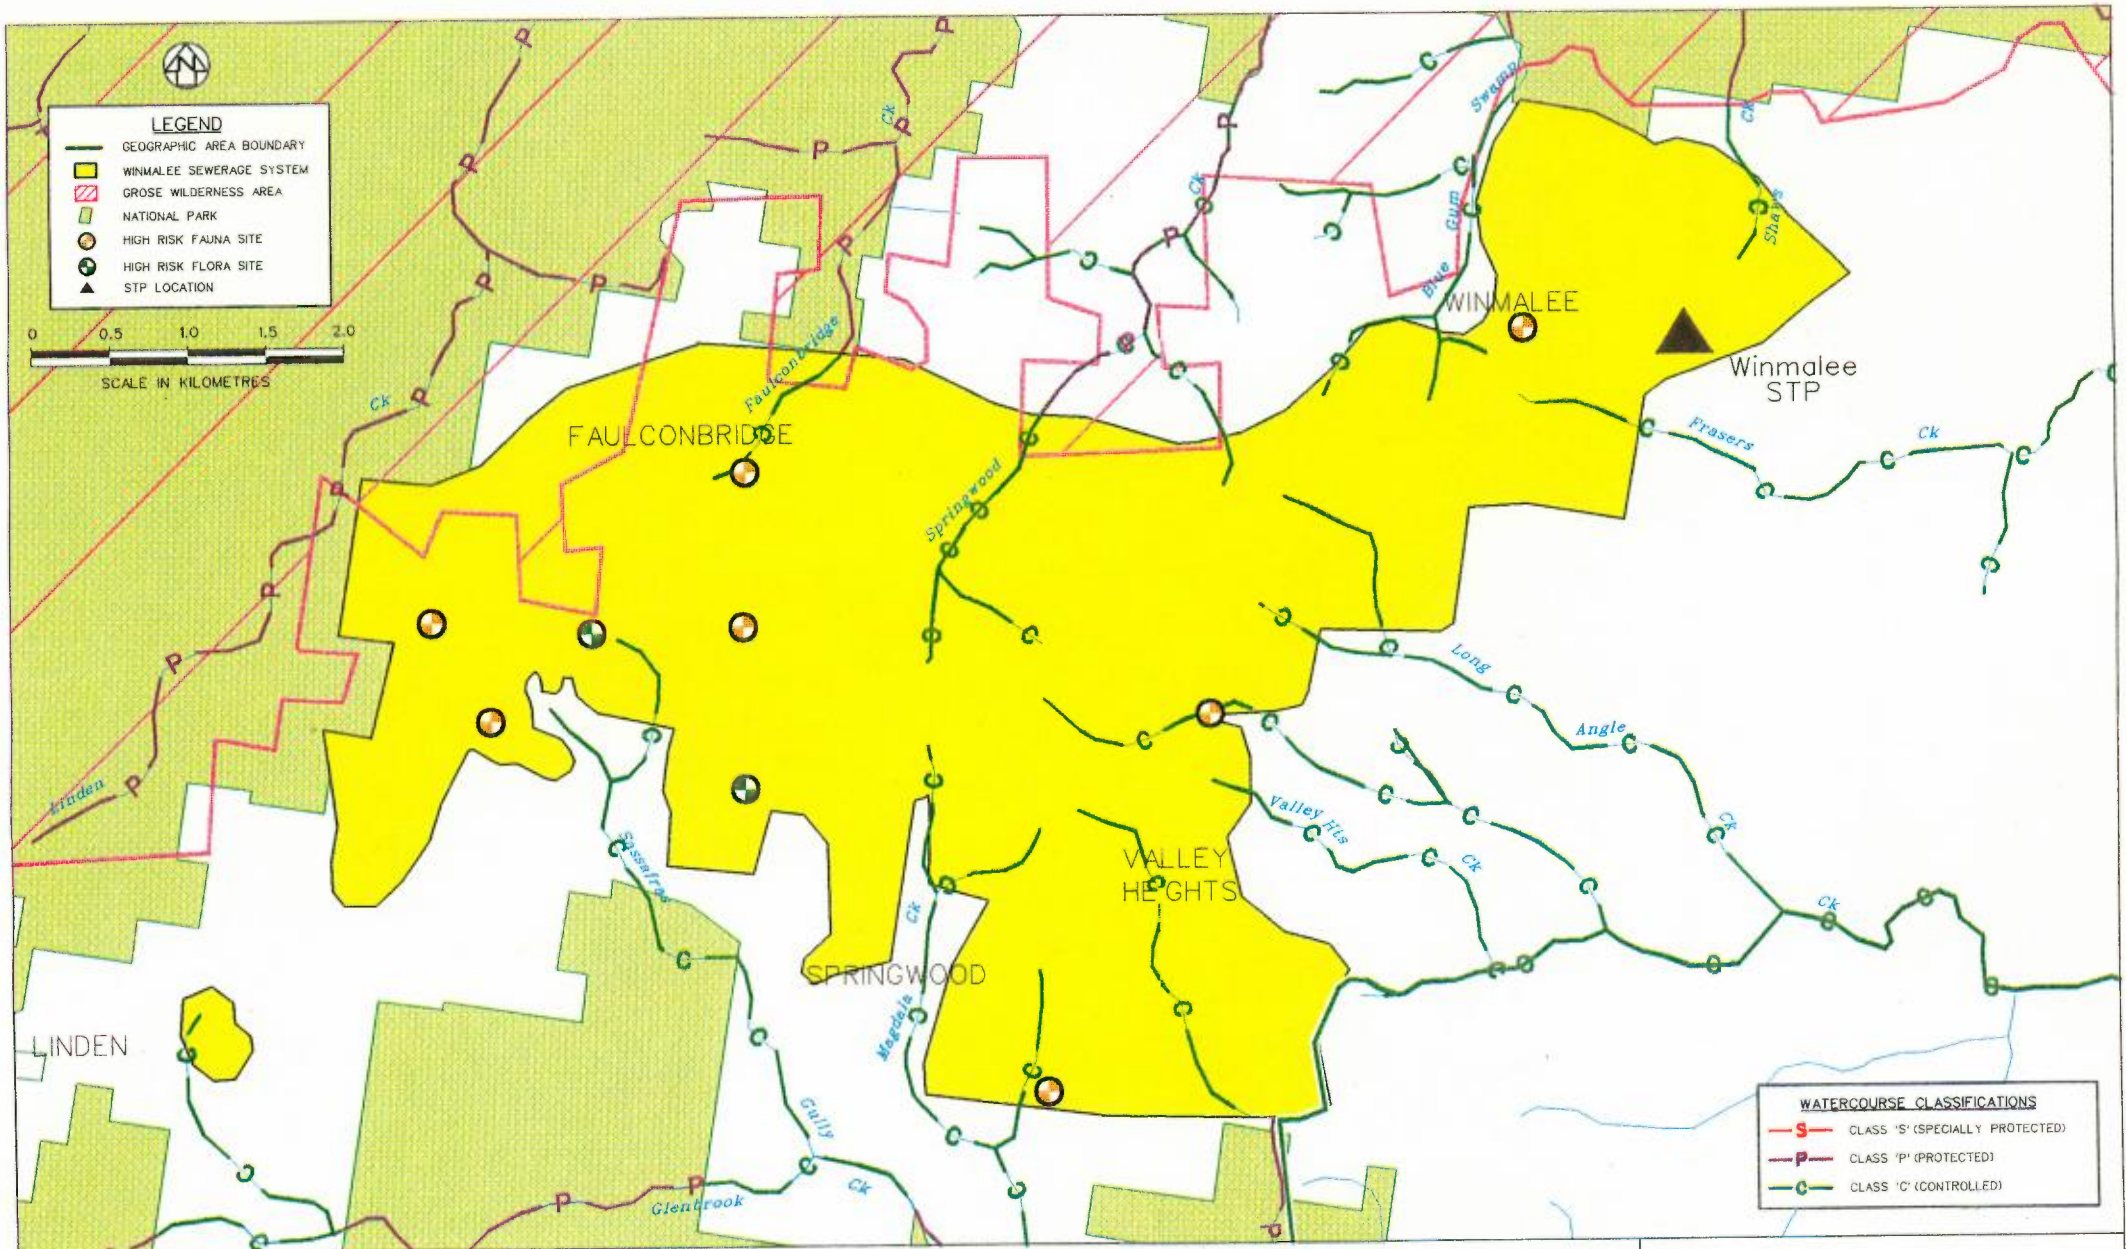 N
LEGEND
GEOGRAPHIC AREA BOUNDARY
WINMALEE SEWERAGE SYSTEM
GROSE WILDERNESS AREA
NATIONAL PARK
HIGH RISK FAUNA SITE
HIGH RISK FLORA SITE
STP LOCATION
0 0.5 1.0 1.5 2.0
SCALE IN KILOMETRES
Ck
Ck
Ck
Swamp
Gum
Blue
Ck
Shaws
WINMALEE
Winmalee
STP
Faulconbridge
FAULCONBRIDGE
Ck
Springwood
Frasers
Ck
Long
Angle
Ck
Ck
Linden
Valley Hts
Ck
Sassafras
VALLEY
HEIGHTS
Ck
SPRINGWOOD
Magdala
LINDEN
Gully
Ck
Glenbrook
WATERCOURSE CLASSIFICATIONS
S CLASS 'S' (SPECIALLY PROTECTED)
P CLASS 'P' (PROTECTED)
C CLASS 'C' (CONTROLLED)